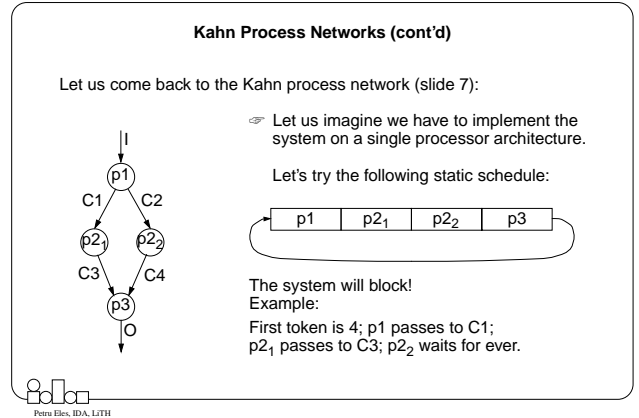 Kahn Process Networks (cont'd)
Let us come back to the Kahn process network (slide 7):
☞ Let us imagine we have to implement the
system on a single processor architecture.
Let's try the following static schedule:
I
p1
C1 C2
p2₁ p2₂
C3 C4
p3
O
p1 p2₁ p2₂ p3
The system will block!
Example:
First token is 4; p1 passes to C1;
p2₁ passes to C3; p2₂ waits for ever.
Petru Eles, IDA, LiTH